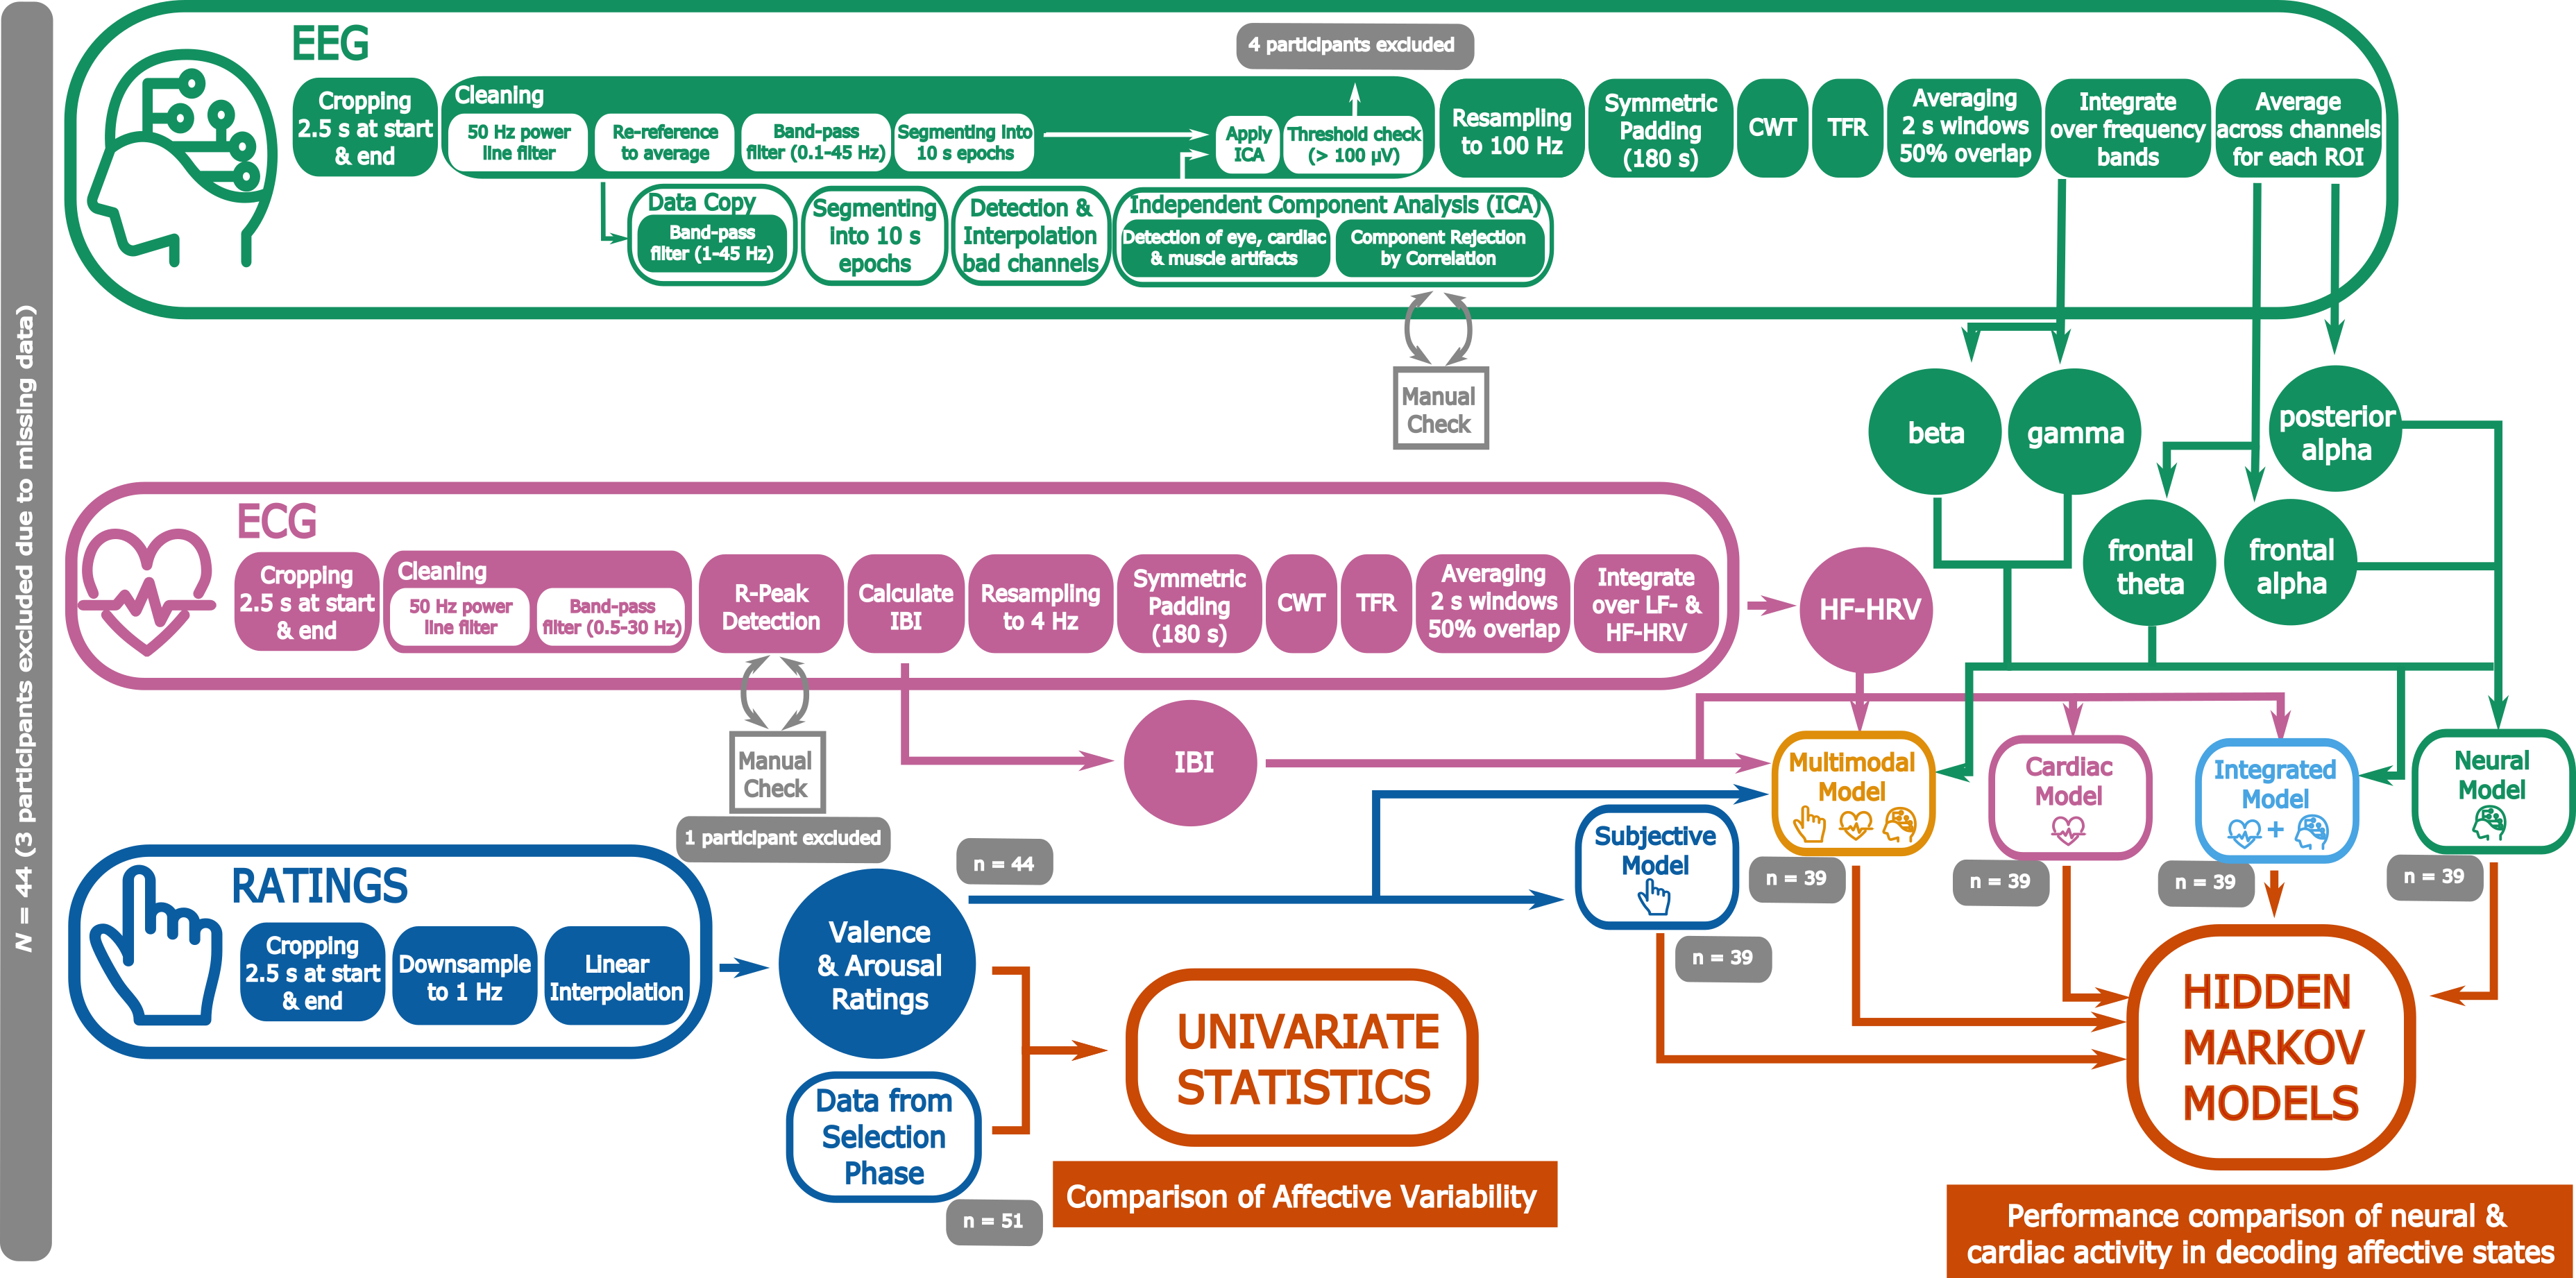 N = 44 (3 participants excluded due to missing data)
EEG
4 participants excluded
Cropping
2.5 s at start
& end
Cleaning
50 Hz power
line filter
Re-reference
to average
Band-pass
filter (0.1-45 Hz)
Segmenting into
10 s epochs
Apply
ICA
Threshold check
(> 100 µV)
Resampling
to 100 Hz
Symmetric
Padding
(180 s)
CWT
TFR
Averaging
2 s windows
50% overlap
Integrate
over frequency
bands
Average
across channels
for each ROI
Data Copy
Band-pass
filter (1-45 Hz)
Segmenting
into 10 s
epochs
Detection &
Interpolation
bad channels
Independent Component Analysis (ICA)
Detection of eye, cardiac
& muscle artifacts
Component Rejection
by Correlation
Manual
Check
beta
gamma
posterior
alpha
frontal
theta
frontal
alpha
ECG
Cropping
2.5 s at start
& end
Cleaning
50 Hz power
line filter
Band-pass
filter (0.5-30 Hz)
R-Peak
Detection
Calculate
IBI
Resampling
to 4 Hz
Symmetric
Padding
(180 s)
CWT
TFR
Averaging
2 s windows
50% overlap
Integrate
over LF- &
HF-HRV
HF-HRV
Manual
Check
1 participant excluded
IBI
Multimodal
Model
Cardiac
Model
Integrated
Model
+
Neural
Model
Subjective
Model
n = 39
n = 39
n = 39
n = 39
n = 39
RATINGS
Cropping
2.5 s at start
& end
Downsample
to 1 Hz
Linear
Interpolation
Valence
& Arousal
Ratings
n = 44
Data from
Selection
Phase
n = 51
UNIVARIATE
STATISTICS
Comparison of Affective Variability
HIDDEN
MARKOV
MODELS
Performance comparison of neural &
cardiac activity in decoding affective states